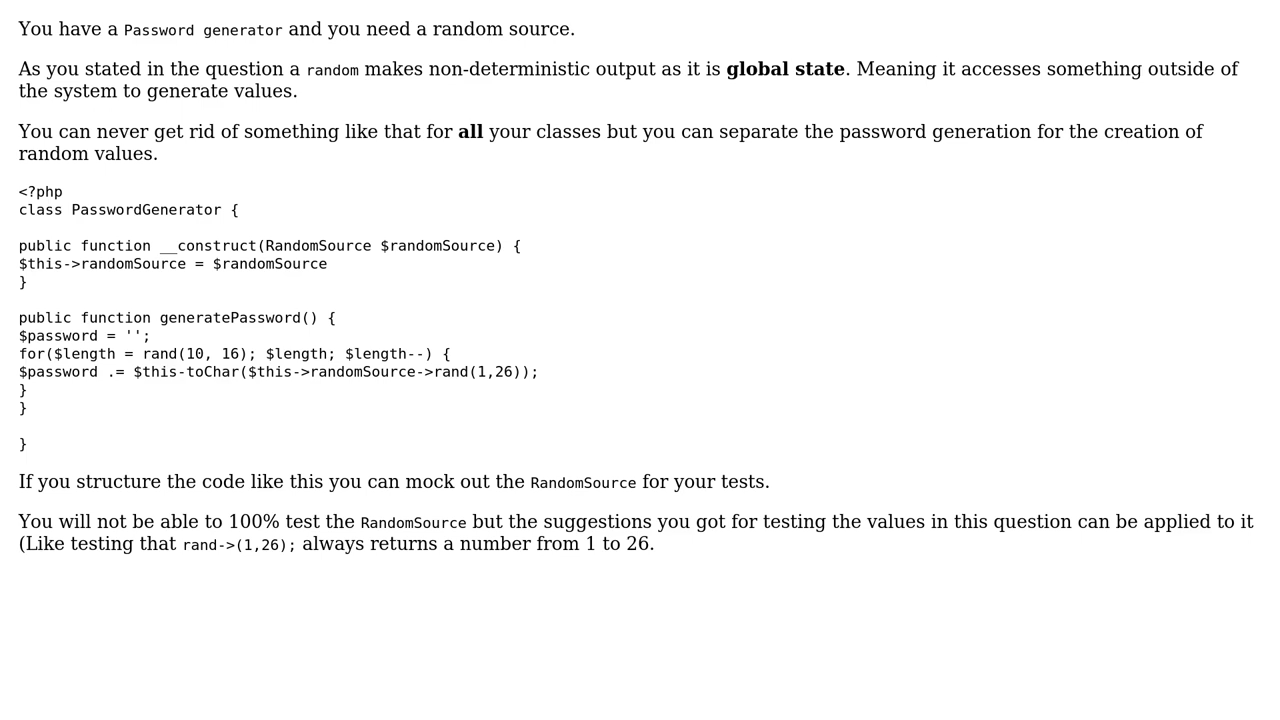 You have a Password generator and you need a random source.
As you stated in the question a random makes non-deterministic output as it is global state. Meaning it accesses something outside of
the system to generate values.
You can never get rid of something like that for all your classes but you can separate the password generation for the creation of
random values.
<?php
class PasswordGenerator {
public function __construct(RandomSource $randomSource) {
$this->randomSource = $randomSource
}
public function generatePassword() {
$password = '';
for($length = rand(10, 16); $length; $length--) {
$password .= $this-toChar($this->randomSource->rand(1,26));
}
}
}
If you structure the code like this you can mock out the RandomSource for your tests.
You will not be able to 100% test the RandomSource but the suggestions you got for testing the values in this question can be applied to it
(Like testing that rand->(1,26); always returns a number from 1 to 26.